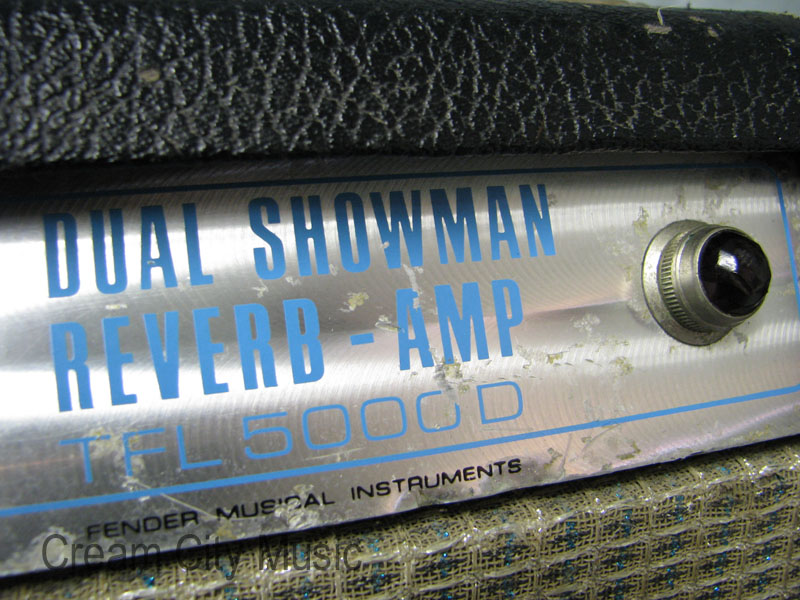 DUAL SHOWMAN
REVERB - AMP
TFL 5000 D
FENDER MUSICAL INSTRUMENTS
Cream City Music